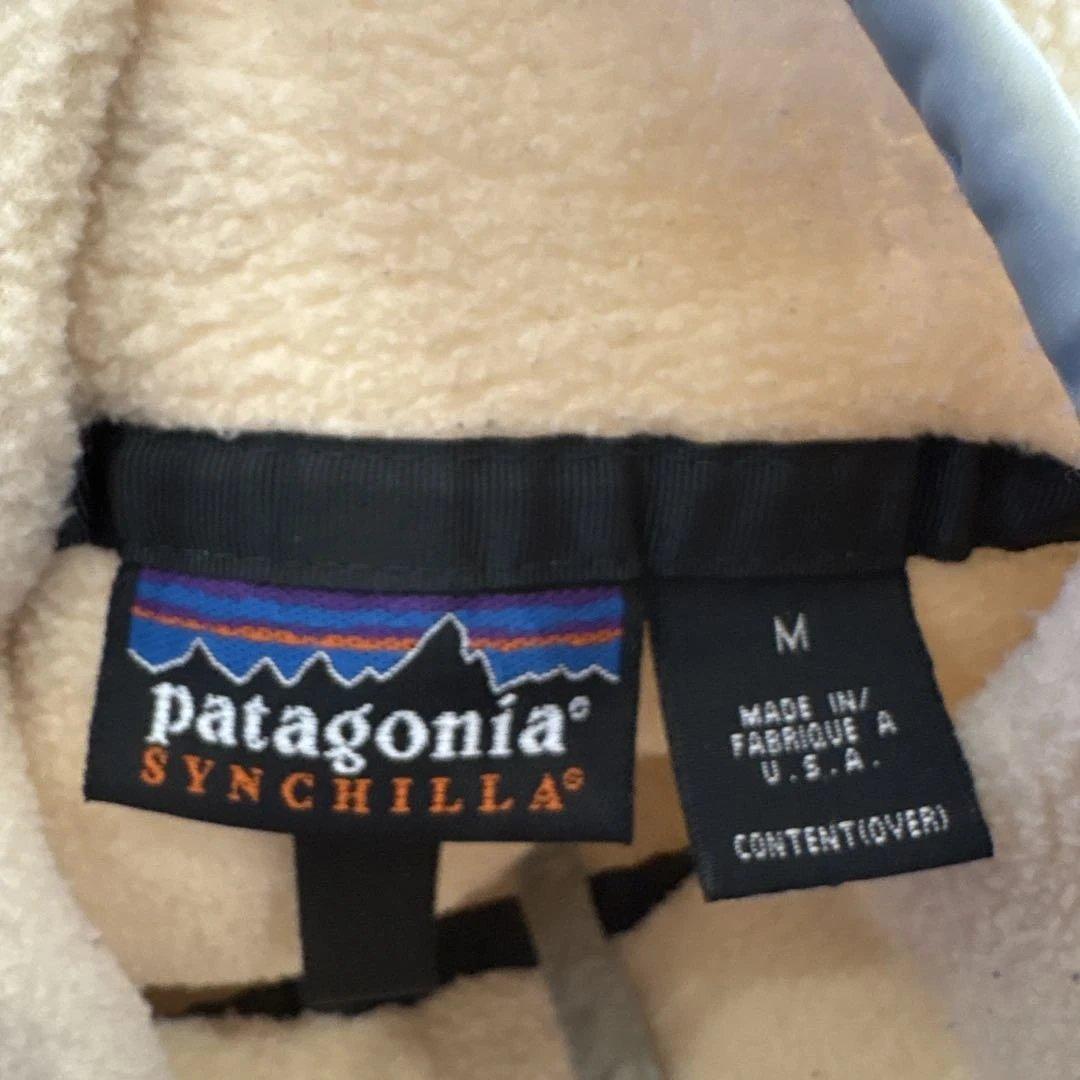 patagonia®
SYNCHILLA®
M
MADE IN/
FABRIQUE A
U.S.A.
CONTENT(OVER)